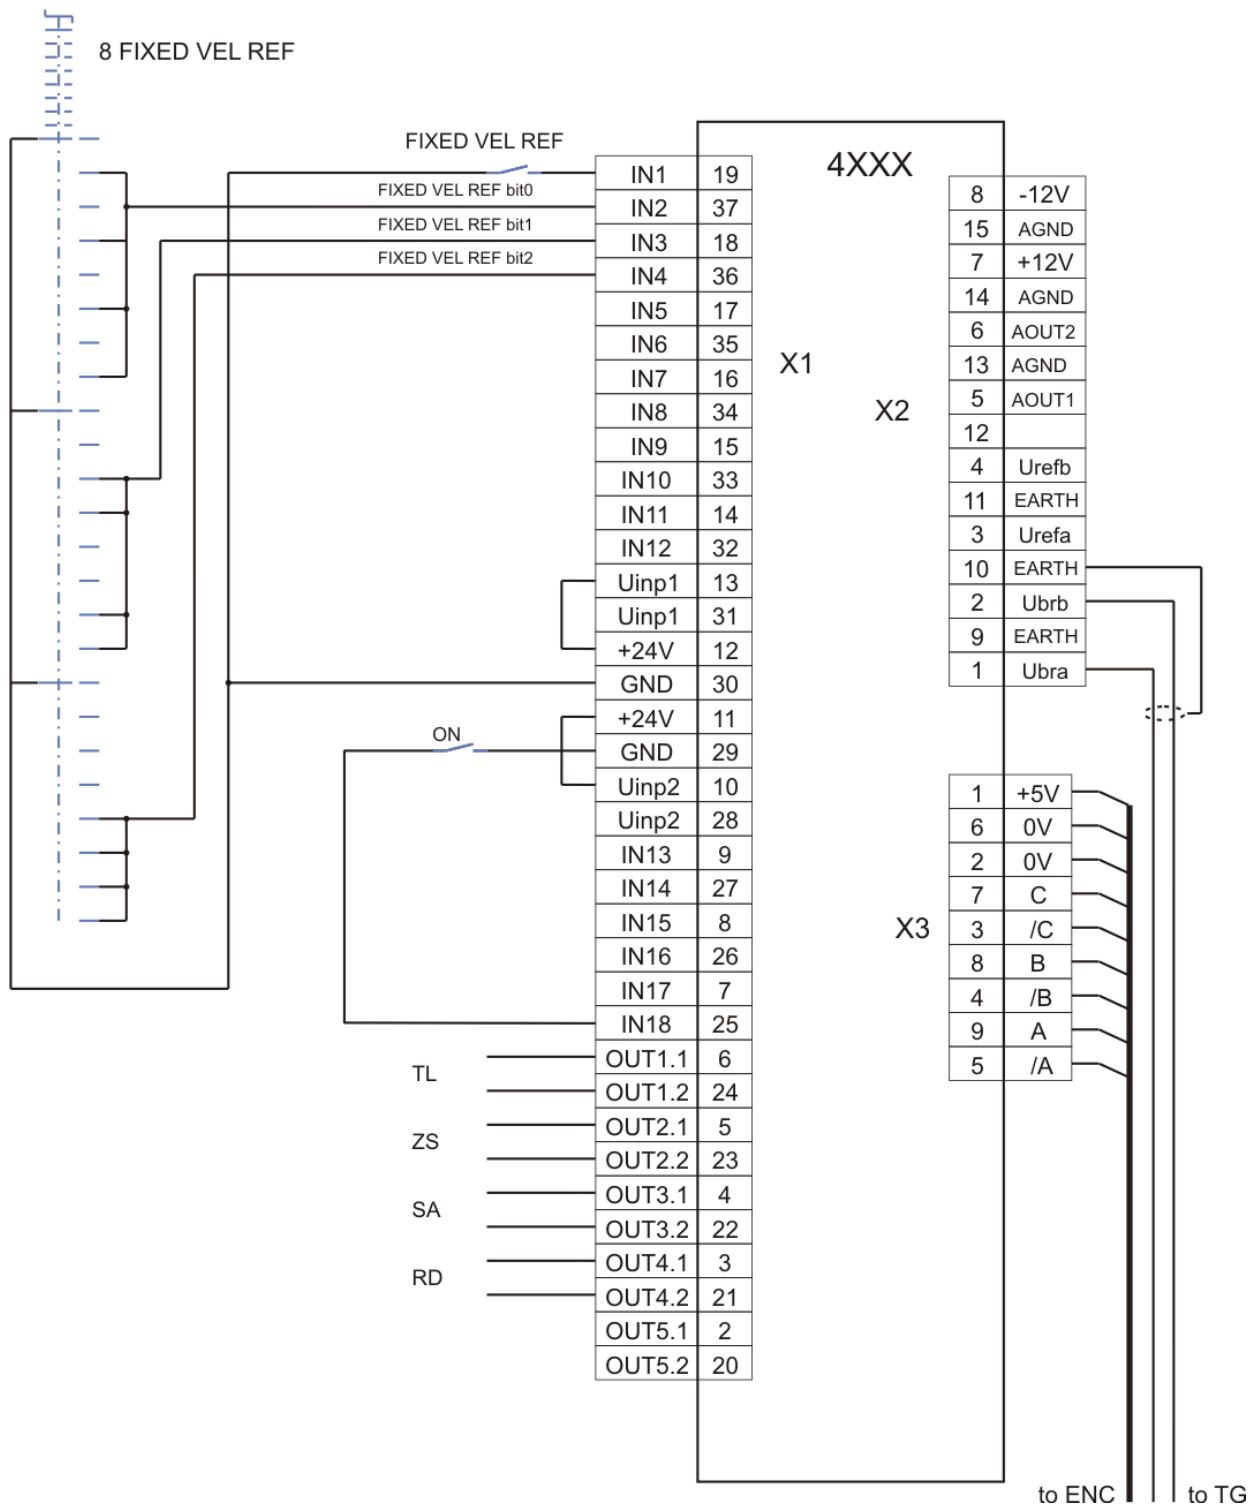 8 FIXED VEL REF
FIXED VEL REF
FIXED VEL REF bit0
FIXED VEL REF bit1
FIXED VEL REF bit2
4XXX
X1
X2
X3
IN1 19
IN2 37
IN3 18
IN4 36
IN5 17
IN6 35
IN7 16
IN8 34
IN9 15
IN10 33
IN11 14
IN12 32
Uinp1 13
Uinp1 31
+24V 12
GND 30
+24V 11
GND 29
Uinp2 10
Uinp2 28
IN13 9
IN14 27
IN15 8
IN16 26
IN17 7
IN18 25
OUT1.1 6
OUT1.2 24
OUT2.1 5
OUT2.2 23
OUT3.1 4
OUT3.2 22
OUT4.1 3
OUT4.2 21
OUT5.1 2
OUT5.2 20
ON
TL
ZS
SA
RD
8 -12V
15 AGND
7 +12V
14 AGND
6 AOUT2
13 AGND
5 AOUT1
12
4 Urefb
11 EARTH
3 Urefa
10 EARTH
2 Ubrb
9 EARTH
1 Ubra
1 +5V
6 0V
2 0V
7 C
3 /C
8 B
4 /B
9 A
5 /A
to ENC
to TG